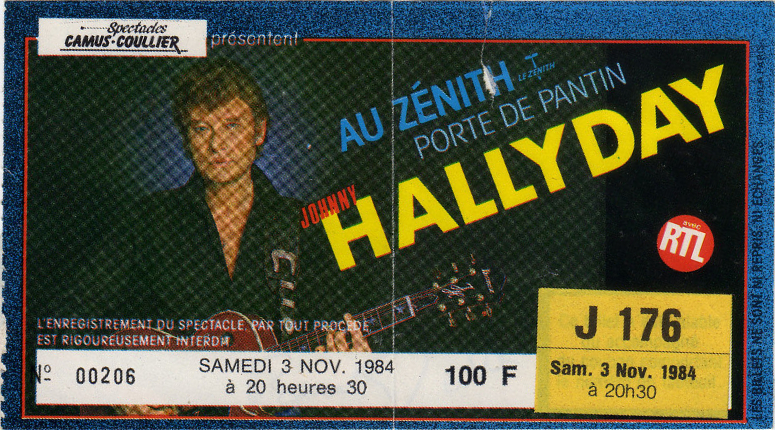 Spectacles
CAMUS-COULLIER
présentent
AU ZÉNITH
LE ZÉNITH
PORTE DE PANTIN
JOHNNY
HALLYDAY
avec
RTL
L'ENREGISTREMENT DU SPECTACLE, PAR TOUT PROCÉDÉ
EST RIGOUREUSEMENT INTERDIT
Nº 00206
SAMEDI 3 NOV. 1984
à 20 heures 30
100 F
J 176
Sam. 3 Nov. 1984
à 20h30
LES BILLETS NE SONT NI REPRIS, NI ÉCHANGÉS